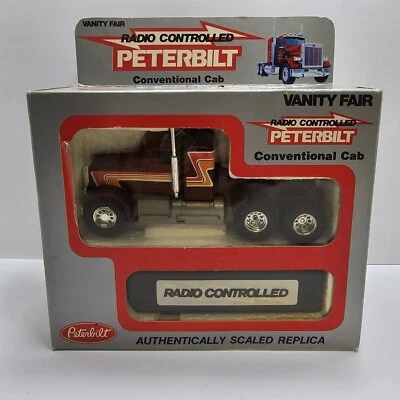 VANITY FAIR
RADIO CONTROLLED
PETERBILT
Conventional Cab
VANITY FAIR
RADIO CONTROLLED
PETERBILT
Conventional Cab
RADIO CONTROLLED
Peterbilt
AUTHENTICALLY SCALED REPLICA